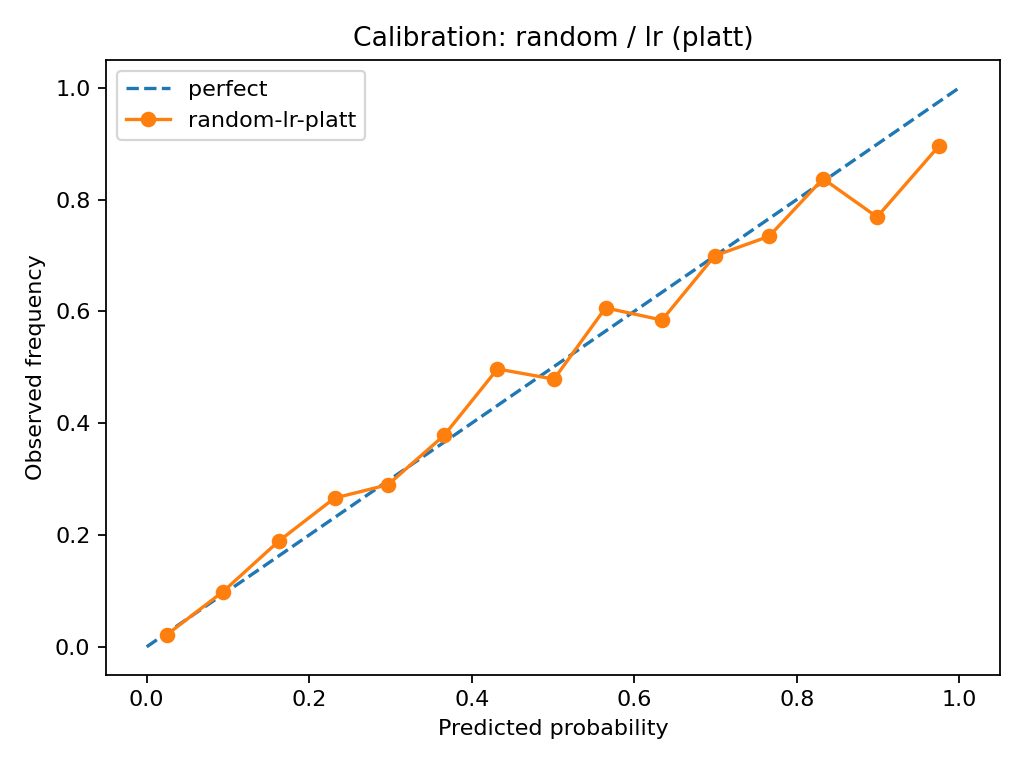 Calibration: random / lr (platt)
perfect
random-lr-platt
1.0
0.8
0.6
0.4
0.2
0.0
Observed frequency
0.0 0.2 0.4 0.6 0.8 1.0
Predicted probability